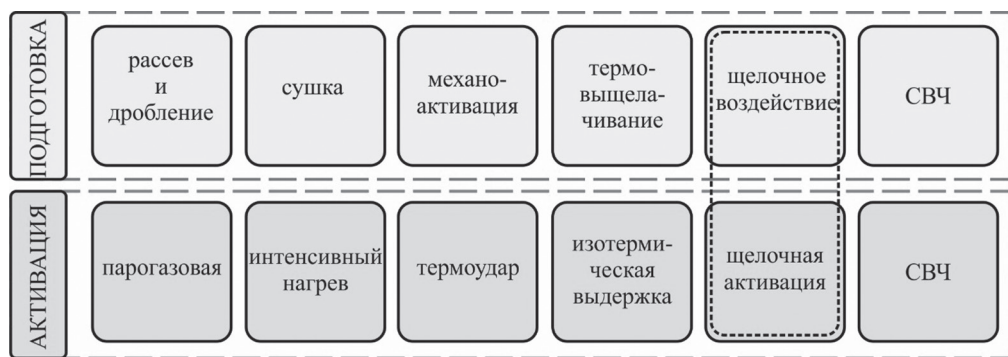 ПОДГОТОВКА
рассев
и
дробление
сушка
механо-
активация
термо-
выщела-
чивание
щелочное
воздействие
СВЧ
АКТИВАЦИЯ
парогазовая
интенсивный
нагрев
термоудар
изотерми-
ческая
выдержка
щелочная
активация
СВЧ